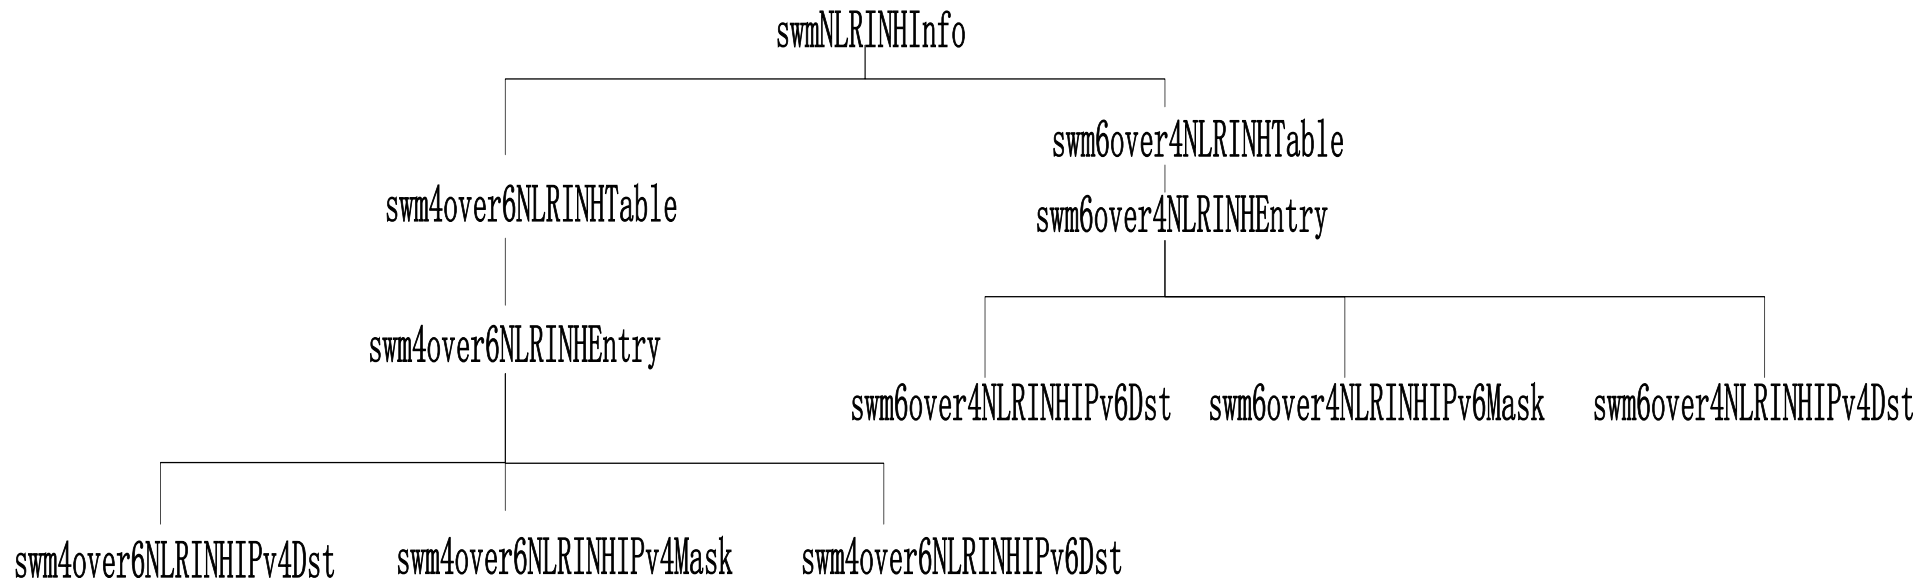 swmNLRINHInfo
swm6over4NLRINHTable
swm4over6NLRINHTable
swm6over4NLRINHEntry
swm4over6NLRINHEntry
swm6over4NLRINHIPv6Dst
swm6over4NLRINHIPv6Mask
swm6over4NLRINHIPv4Dst
swm4over6NLRINHIPv4Dst
swm4over6NLRINHIPv4Mask
swm4over6NLRINHIPv6Dst